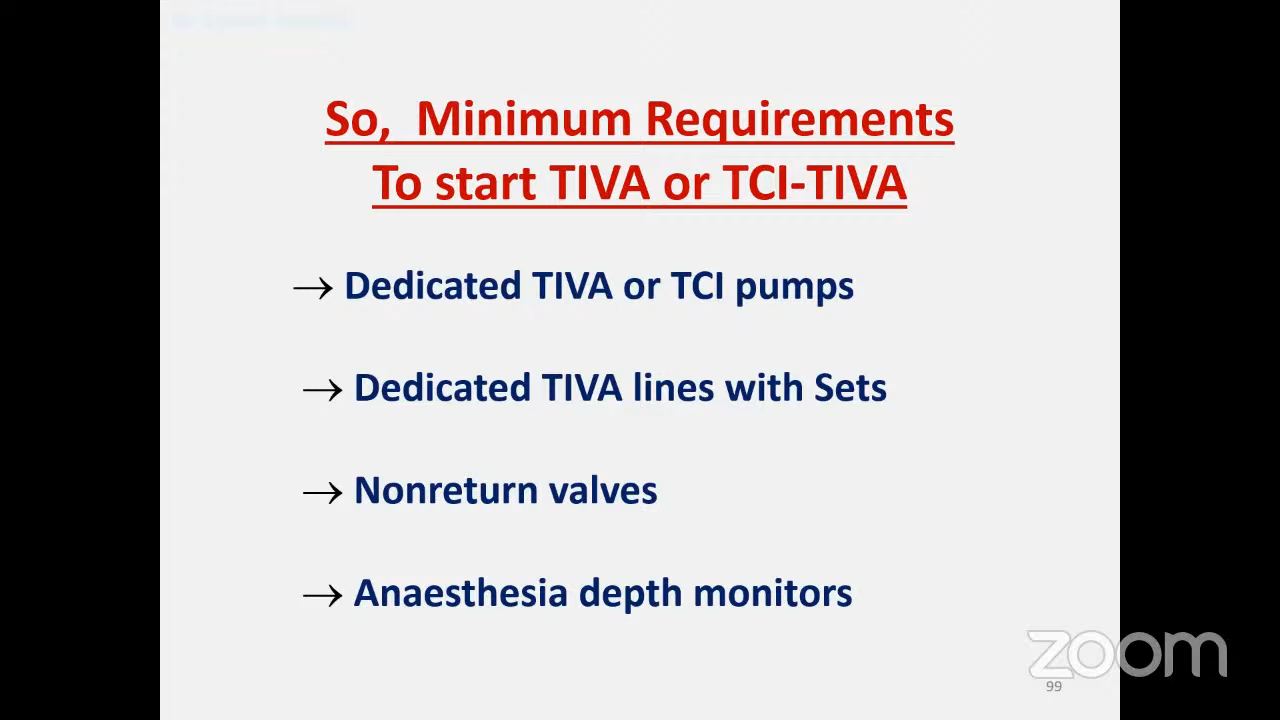 So,  Minimum Requirements
To start TIVA or TCI-TIVA
→ Dedicated TIVA or TCI pumps
→ Dedicated TIVA lines with Sets
→ Nonreturn valves
→ Anaesthesia depth monitors
zoom
99